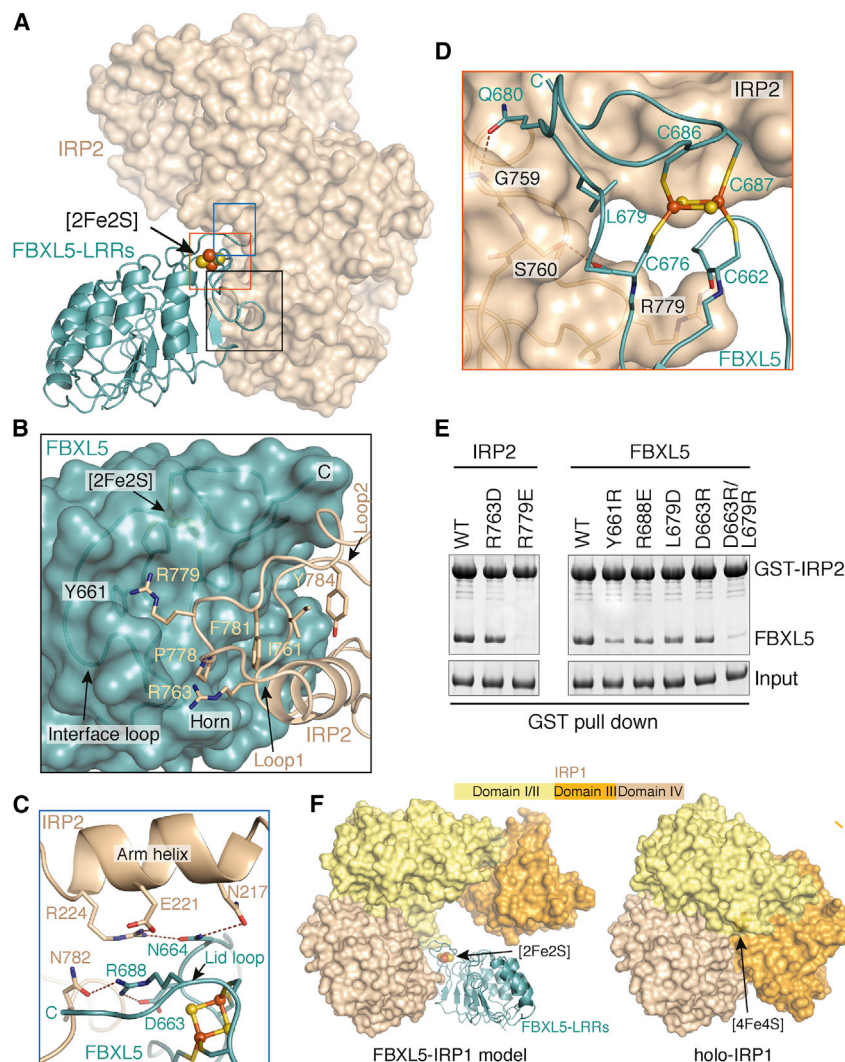 A
IRP2
[2Fe2S]
FBXL5-LRRs
B
FBXL5
[2Fe2S]
C
Loop2
R779
Y661
Y784
F781
I761
P778
R763
Horn
Interface loop
IRP2
Loop1
C
IRP2
Arm helix
N217
E221
R224
N664
N782
R688
Lid loop
C
D663
FBXL5
D
Q680
C
IRP2
C686
G759
C687
L679
S760
C676
C662
R779
FBXL5
E
IRP2 FBXL5
WT R763D R779E WT Y661R R688E L679D D663R D663R/
L679R
GST-IRP2
FBXL5
Input
GST pull down
F
IRP1
Domain I/II Domain III Domain IV
[2Fe2S]
FBXL5-LRRs
[4Fe4S]
FBXL5-IRP1 model holo-IRP1